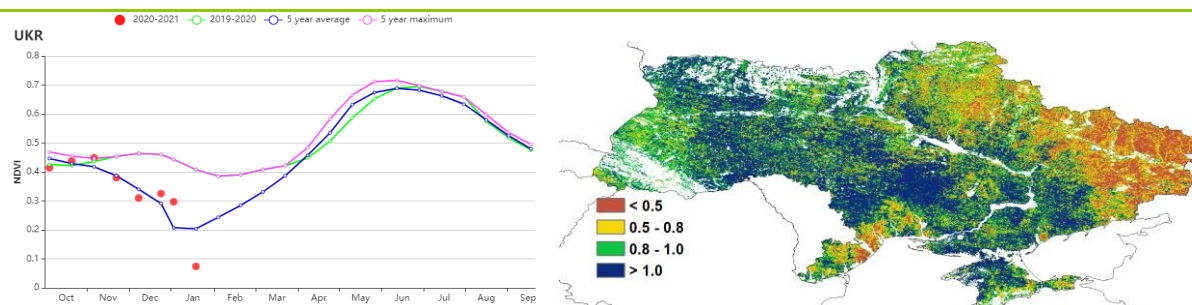 2020-2021 2019-2020 5 year average 5 year maximum
UKR
0.8
0.7
0.6
0.5
0.4
0.3
0.2
0.1
0
NDVI
Oct Nov Dec Jan Feb Mar Apr May Jun Jul Aug Sep
< 0.5
0.5 - 0.8
0.8 - 1.0
> 1.0